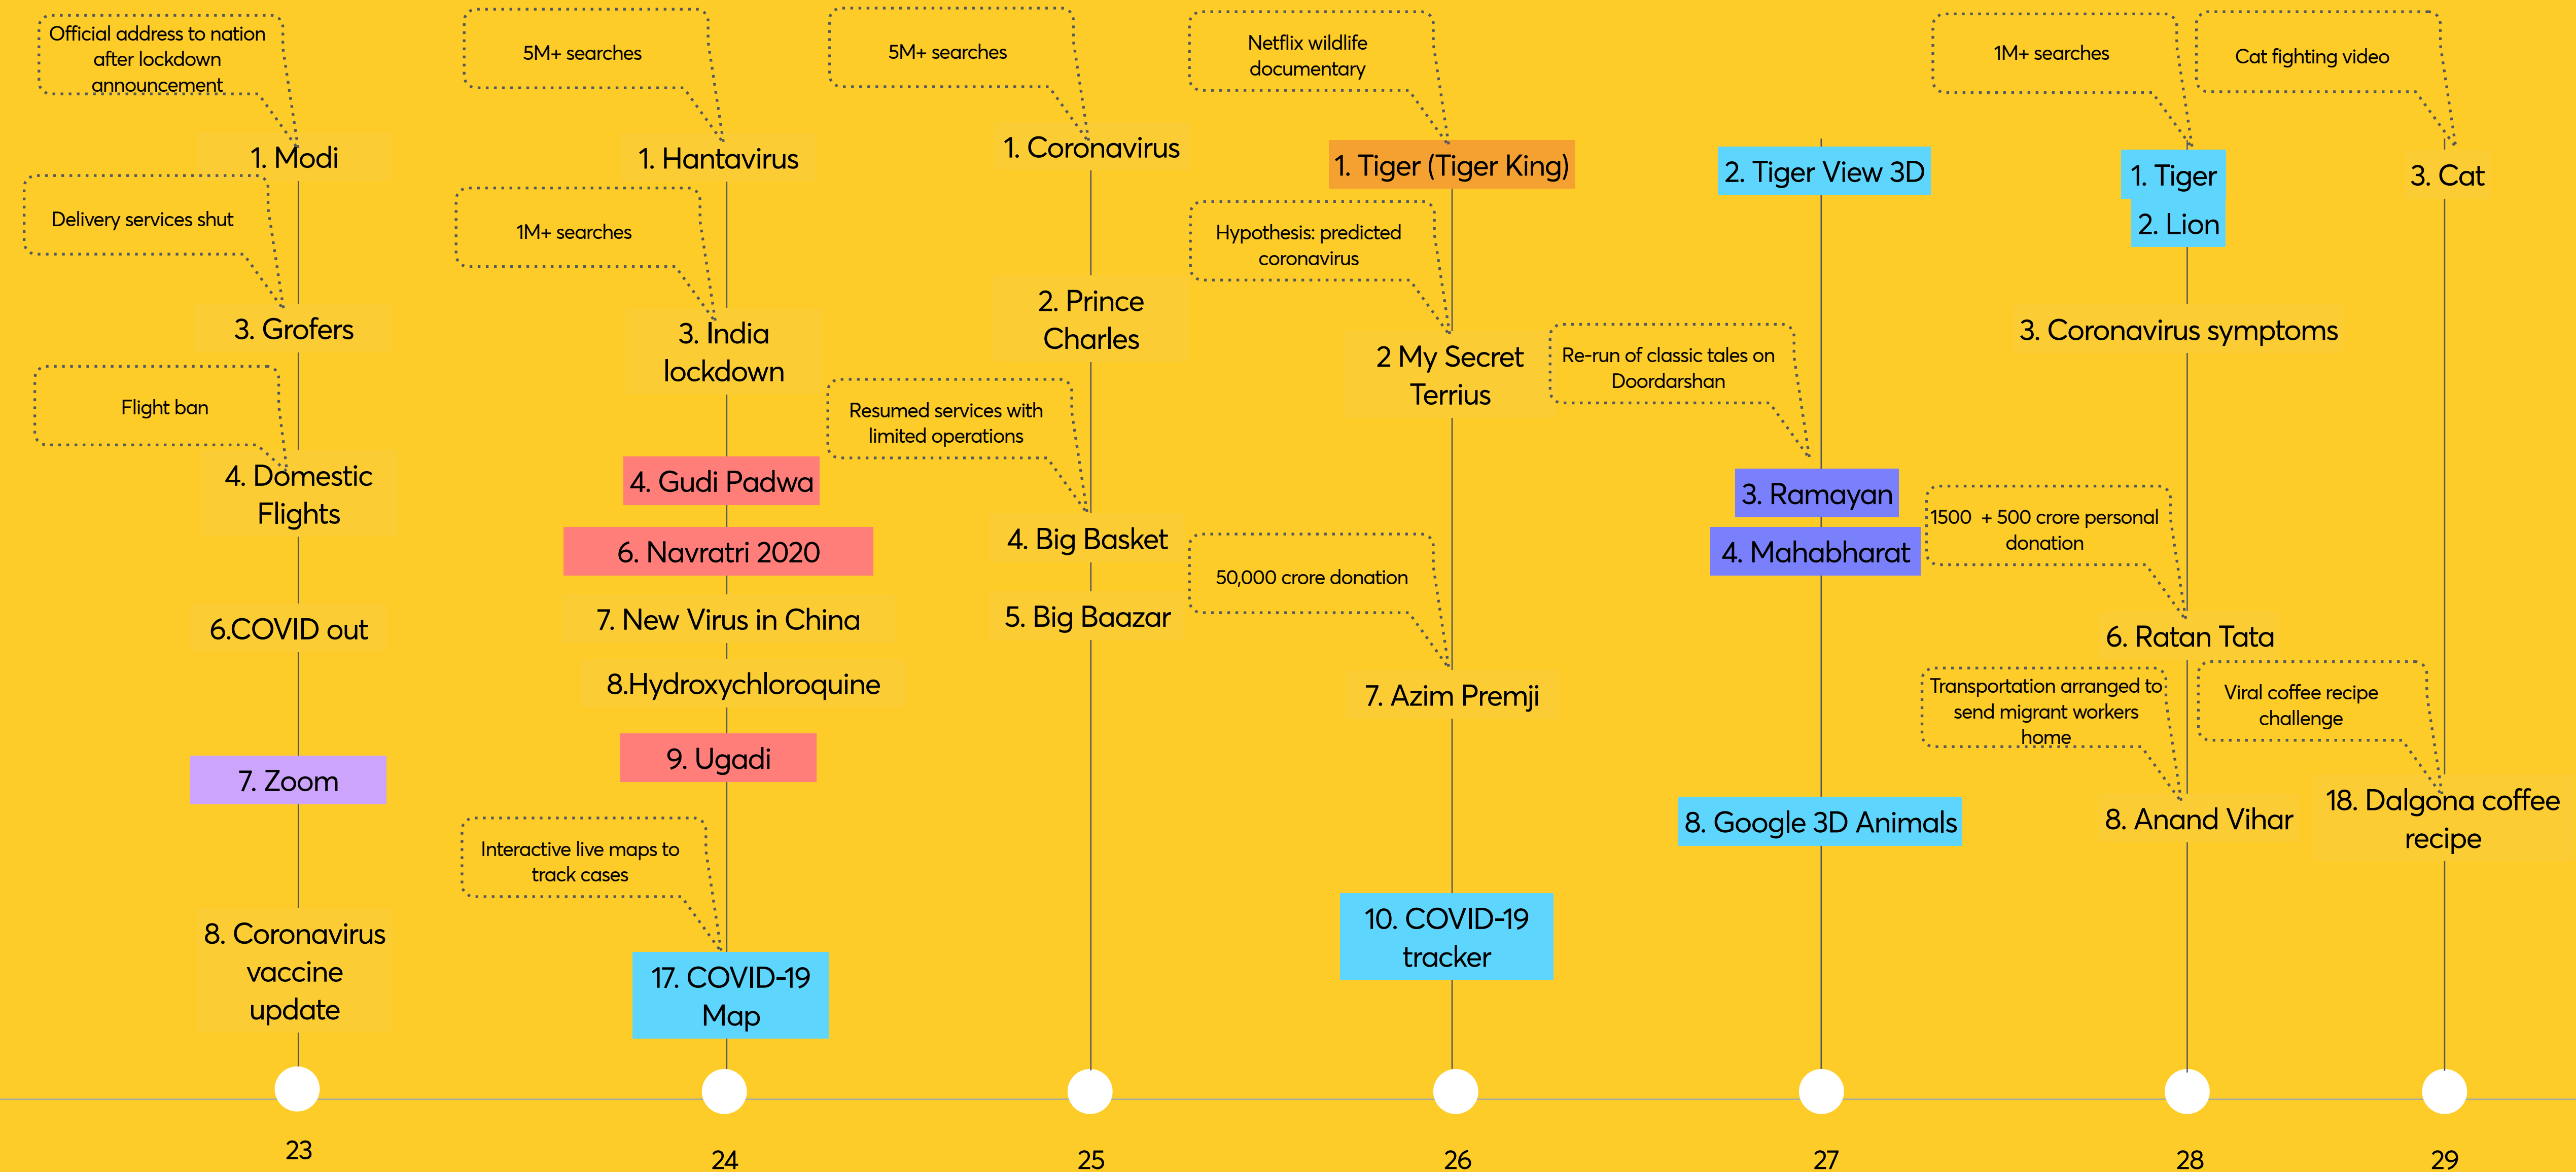 Official address to nation
after lockdown
announcement
1. Modi
Delivery services shut
3. Grofers
Flight ban
4. Domestic
Flights
6.COVID out
7. Zoom
8. Coronavirus
vaccine
update
23
5M+ searches
1. Hantavirus
1M+ searches
3. India
lockdown
4. Gudi Padwa
6. Navratri 2020
7. New Virus in China
8.Hydroxychloroquine
9. Ugadi
Interactive live maps to
track cases
17. COVID-19
Map
24
5M+ searches
1. Coronavirus
2. Prince
Charles
Resumed services with
limited operations
4. Big Basket
5. Big Baazar
25
Netflix wildlife
documentary
1. Tiger (Tiger King)
Hypothesis: predicted
coronavirus
2 My Secret
Terrius
50,000 crore donation
7. Azim Premji
10. COVID-19
tracker
26
2. Tiger View 3D
Re-run of classic tales on
Doordarshan
3. Ramayan
4. Mahabharat
8. Google 3D Animals
27
1M+ searches
1. Tiger
2. Lion
3. Coronavirus symptoms
1500 + 500 crore personal
donation
6. Ratan Tata
Transportation arranged to
send migrant workers
home
8. Anand Vihar
28
Cat fighting video
3. Cat
Viral coffee recipe
challenge
18. Dalgona coffee
recipe
29